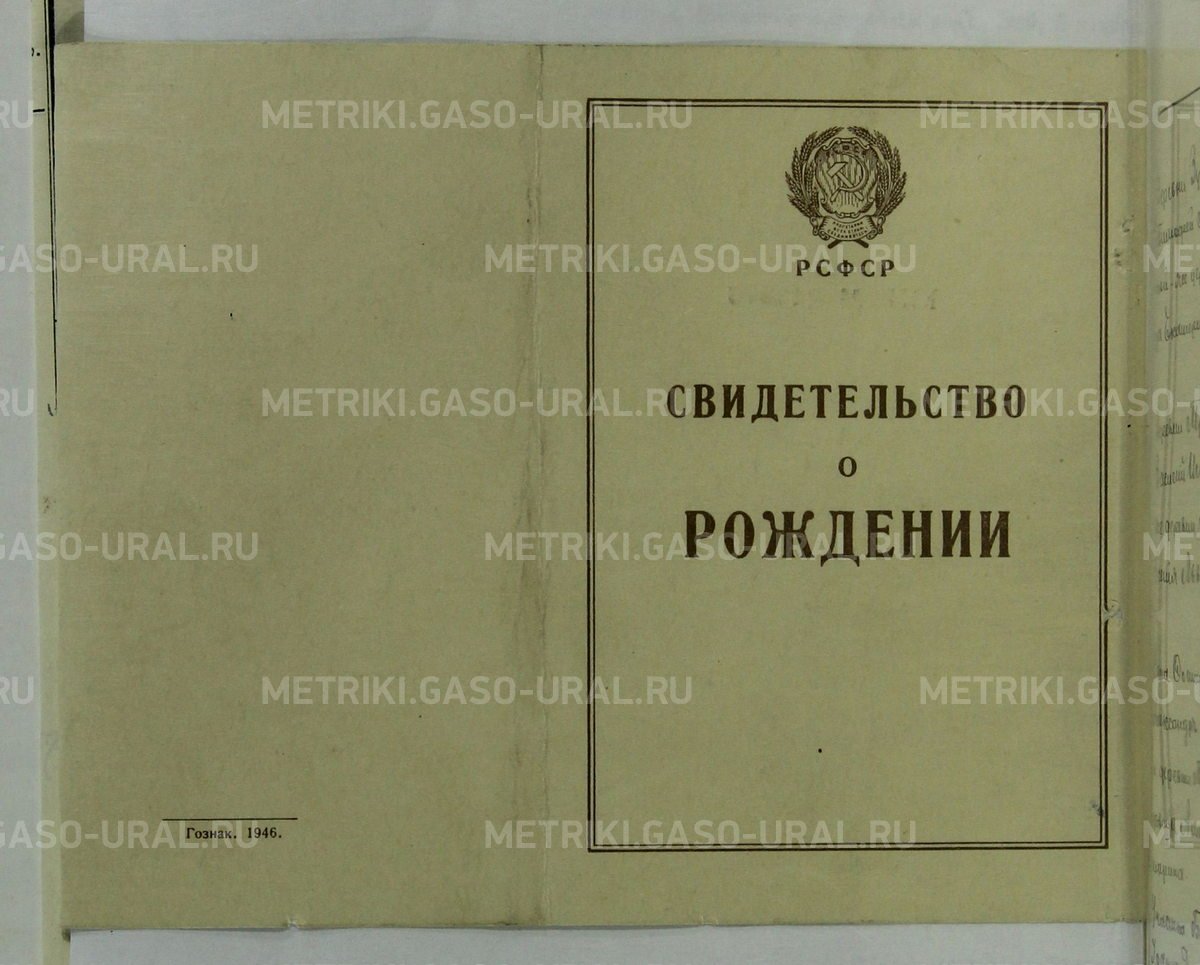 РСФСР
СВИДЕТЕЛЬСТВО
О
РОЖДЕНИИ
Гознак. 1946.
METRIKI.GASO-URAL.RU